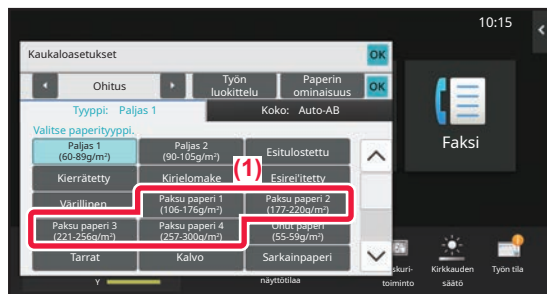 10:15
Kaukaloasetukset
OK
Ohitus
Työn
luokittelu
Paperin
ominaisuus
OK
Tyyppi: Paljas 1
Koko: Auto-AB
Valitse paperityyppi.
Paljas 1
(60-89g/m²)
Paljas 2
(90-105g/m²)
Esitulostettu
Kierrätetty
Kirjelomake
(1)
Esirei'itetty
Värillinen
Paksu paperi 1
(106-176g/m²)
Paksu paperi 2
(177-220g/m²)
Paksu paperi 3
(221-256g/m²)
Paksu paperi 4
(257-300g/m²)
Ohut paperi
(55-59g/m²)
Tarrat
Kalvo
Sarkainpaperi
Faksi
skuri-
toiminto
Kirkkauden
säätö
Työn tila
Y
näyttötilaa